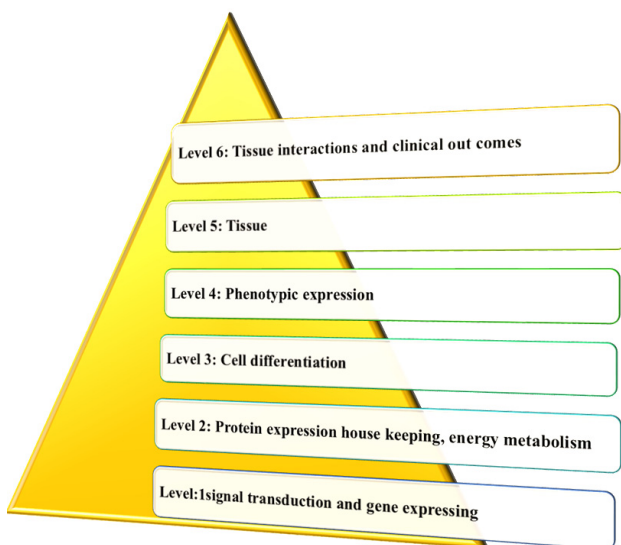 Level 6: Tissue interactions and clinical out comes
Level 5: Tissue
Level 4: Phenotypic expression
Level 3: Cell differentiation
Level 2: Protein expression house keeping, energy metabolism
Level:1signal transduction and gene expressing